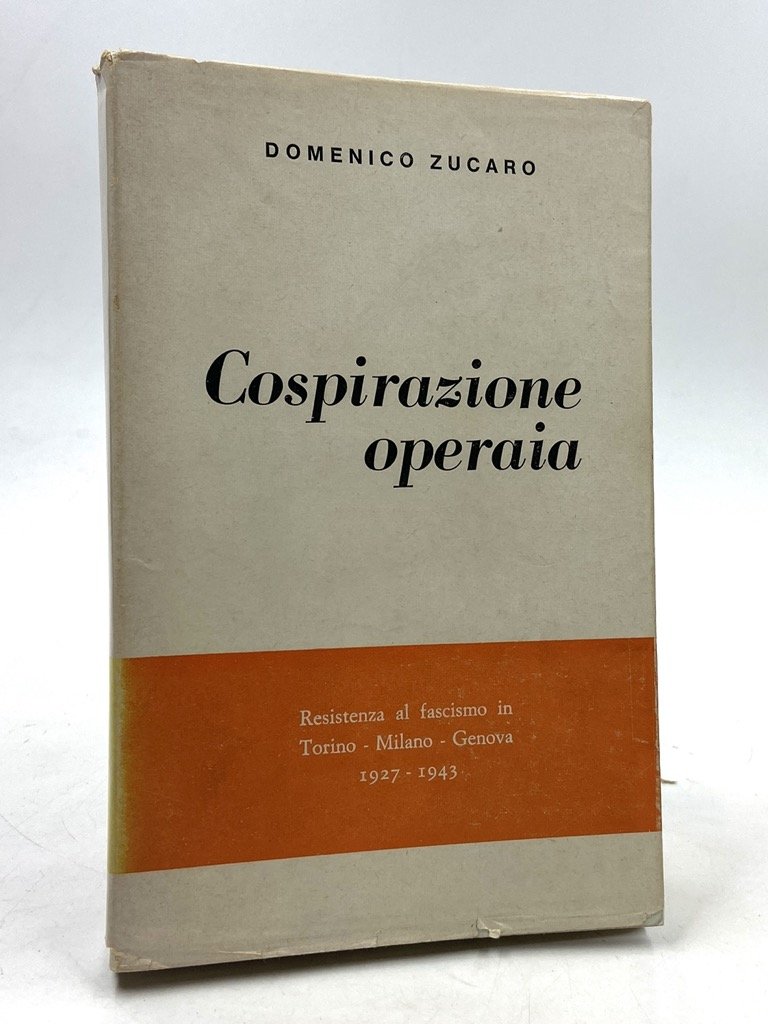 DOMENICO ZUCARO
Cospirazione
operaia
Resistenza al fascismo in
Torino - Milano - Genova
1927 - 1943